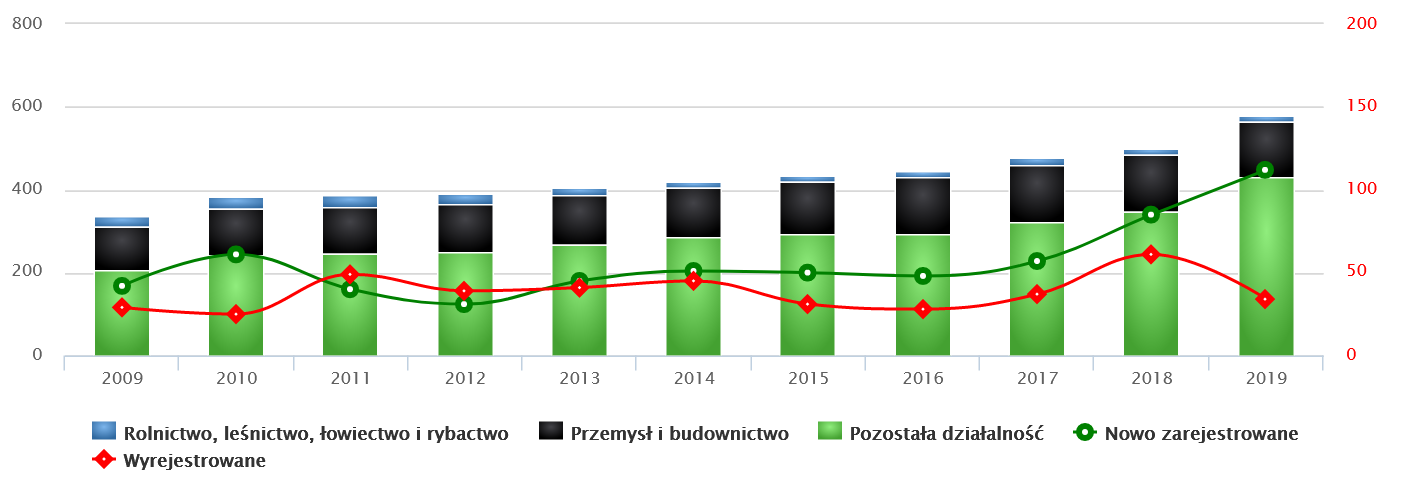 800 200
600 150
400 100
200 50
0 0
2009 2010 2011 2012 2013 2014 2015 2016 2017 2018 2019
Rolnictwo, leśnictwo, łowiectwo i rybactwo Przemysł i budownictwo Pozostała działalność Nowo zarejestrowane
Wyrejestrowane